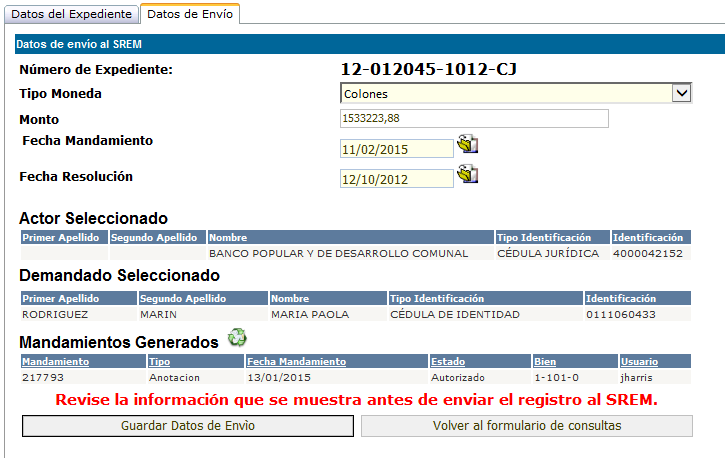 Datos del Expediente Datos de Envío
Datos de envío al SREM
Número de Expediente: 12-012045-1012-CJ
Tipo Moneda Colones
Monto 1533223,88
Fecha Mandamiento 11/02/2015
Fecha Resolución 12/10/2012
Actor Seleccionado
Primer Apellido Segundo Apellido Nombre Tipo Identificación Identificación
BANCO POPULAR Y DE DESARROLLO COMUNAL CÉDULA JURÍDICA 4000042152
Demandado Seleccionado
Primer Apellido Segundo Apellido Nombre Tipo Identificación Identificación
RODRIGUEZ MARIN MARIA PAOLA CÉDULA DE IDENTIDAD 0111060433
Mandamientos Generados
Mandamiento Tipo Fecha Mandamiento Estado Bien Usuario
217793 Anotacion 13/01/2015 Autorizado 1-101-0 jharris
Revise la información que se muestra antes de enviar el registro al SREM.
Guardar Datos de Envìo Volver al formulario de consultas